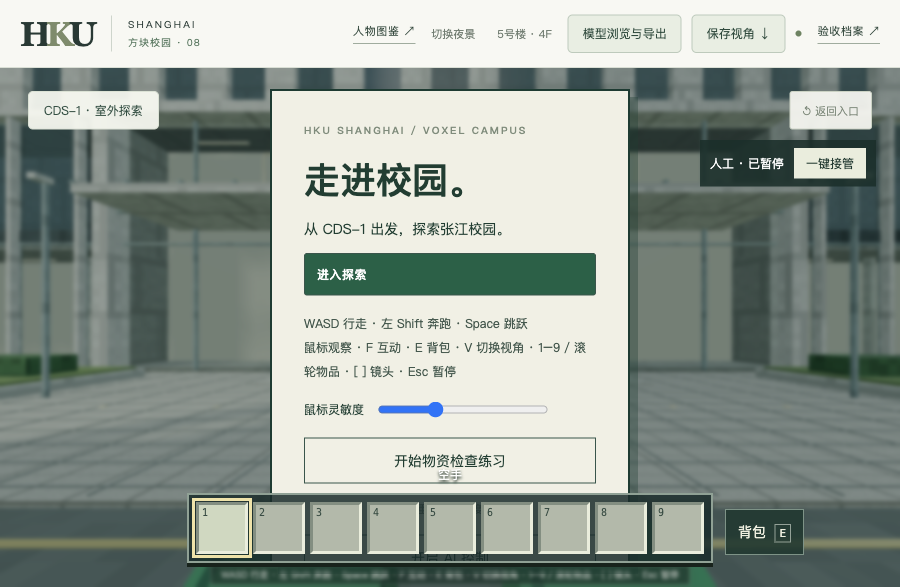 HKU
SHANGHAI
方块校园 · 08
人物图鉴 ↗
切换夜景
5号楼 · 4F
模型浏览与导出
保存视角 ↓
验收档案 ↗
CDS–1 · 室外探索
↺ 返回入口
人工 · 已暂停
一键接管
HKU SHANGHAI / VOXEL CAMPUS
走进校园。
从 CDS–1 出发，探索张江校园。
进入探索
WASD 行走 · 左 Shift 奔跑 · Space 跳跃
鼠标观察 · F 互动 · E 背包 · V 切换视角 · 1—9 / 滚
轮物品 · [ ] 镜头 · Esc 暂停
鼠标灵敏度
开始物资检查练习
空手
1 2 3 4 5 6 7 8 9
背包 E